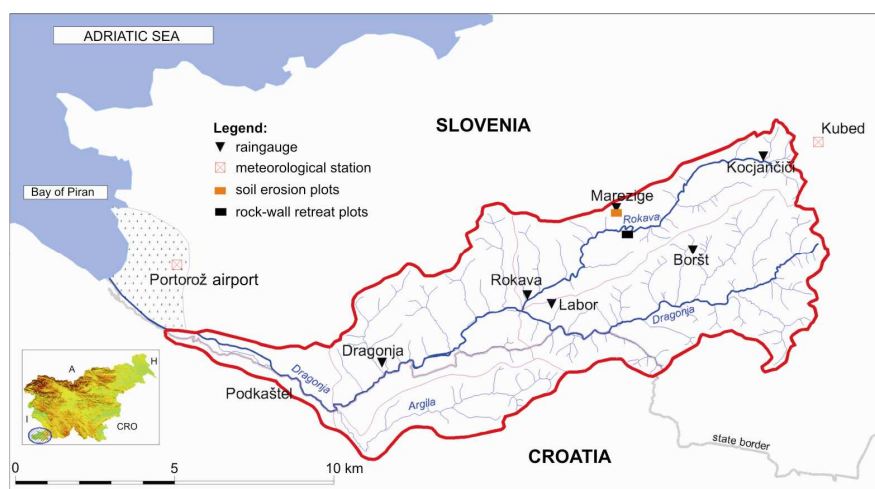 ADRIATIC SEA
SLOVENIA
Legend:
raingauge
meteorological station
soil erosion plots
rock-wall retreat plots
Kubed
Kocjančiči
Bay of Piran
Marezige
Rokava
Portorož airport
Boršt
Rokava
Labor
Dragonja
Dragonja
Dragonja
Podkaštel
Argila
A
H
I
CRO
CROATIA
state border
0
5
10 km